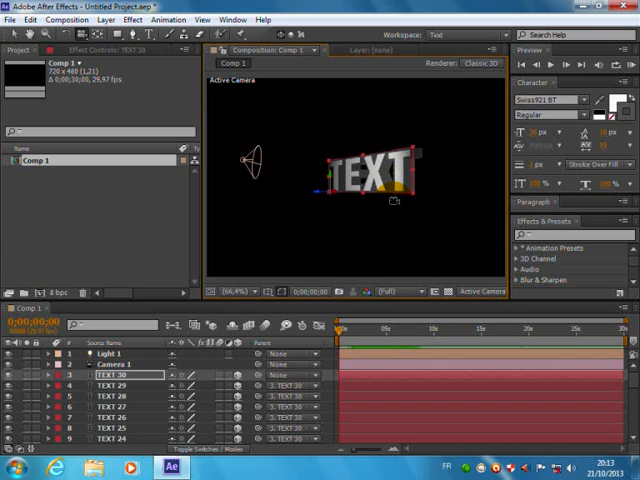 Adobe After Effects - Untitled Project.aep *
File Edit Composition Layer Effect Animation View Window Help
Workspace: Text
Search Help
Project
Effect Controls: TEXT 30
Composition: Comp 1
Layer: (none)
Preview
Comp 1
720 x 480 (1,21)
Δ 0;00;30;00, 29,97 fps
Comp 1
Renderer: Classic 3D
Active Camera
Character
Swiss921 BT
Regular
Metrics
Stroke Over Fill
100 %
100 %
Paragraph
Effects & Presets
* Animation Presets
3D Channel
Audio
Blur & Sharpen
Name
Comp 1
TEXT
8 bpc
(66,4%)
0;00;00;00
(Full)
Active Camera
Comp 1
0;00;00;00
00000 (29.97 fps)
05s 10s 15s 20s 25s 30s
# Source Name Parent
1 Light 1 None
2 Camera 1 None
3 TEXT 30 None
4 TEXT 29 3. TEXT 30
5 TEXT 28 3. TEXT 30
6 TEXT 27 3. TEXT 30
7 TEXT 26 3. TEXT 30
8 TEXT 25 3. TEXT 30
9 TEXT 24 3. TEXT 30
Toggle Switches / Modes
Ae
FR
20:13
21/10/2013